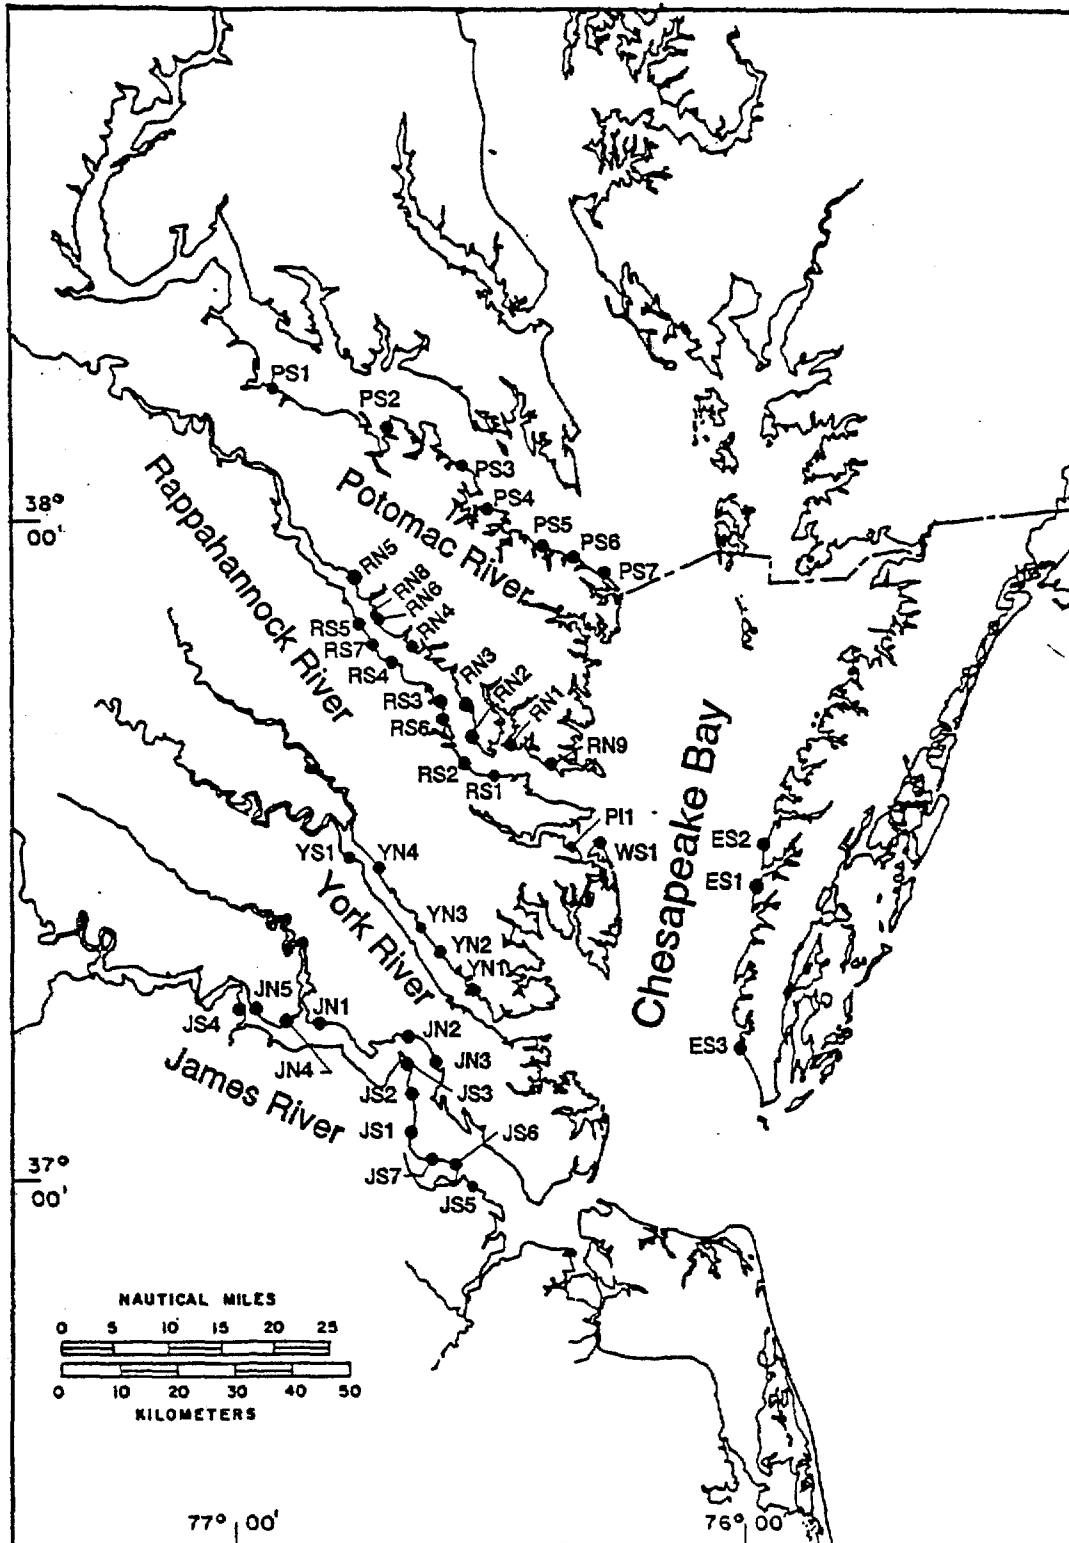 PS1
PS2
PS3
PS4
PS5
PS6
PS7
Potomac River
38°
00'
Rappahannock River
RN5
RN8
RN6
RN4
RN3
RN2
RN1
RN9
RS5
RS7
RS4
RS3
RS6
RS2
RS1
PI1
WS1
Chesapeake Bay
ES2
ES1
ES3
YS1
YN4
YN3
YN2
YN1
York River
JN5
JS4
JN1
JN4
JN2
JN3
JS3
JS2
JS1
JS6
JS7
JS5
James River
37°
00'
NAUTICAL MILES
0 5 10 15 20 25
0 10 20 30 40 50
KILOMETERS
77° 00'
76° 00'